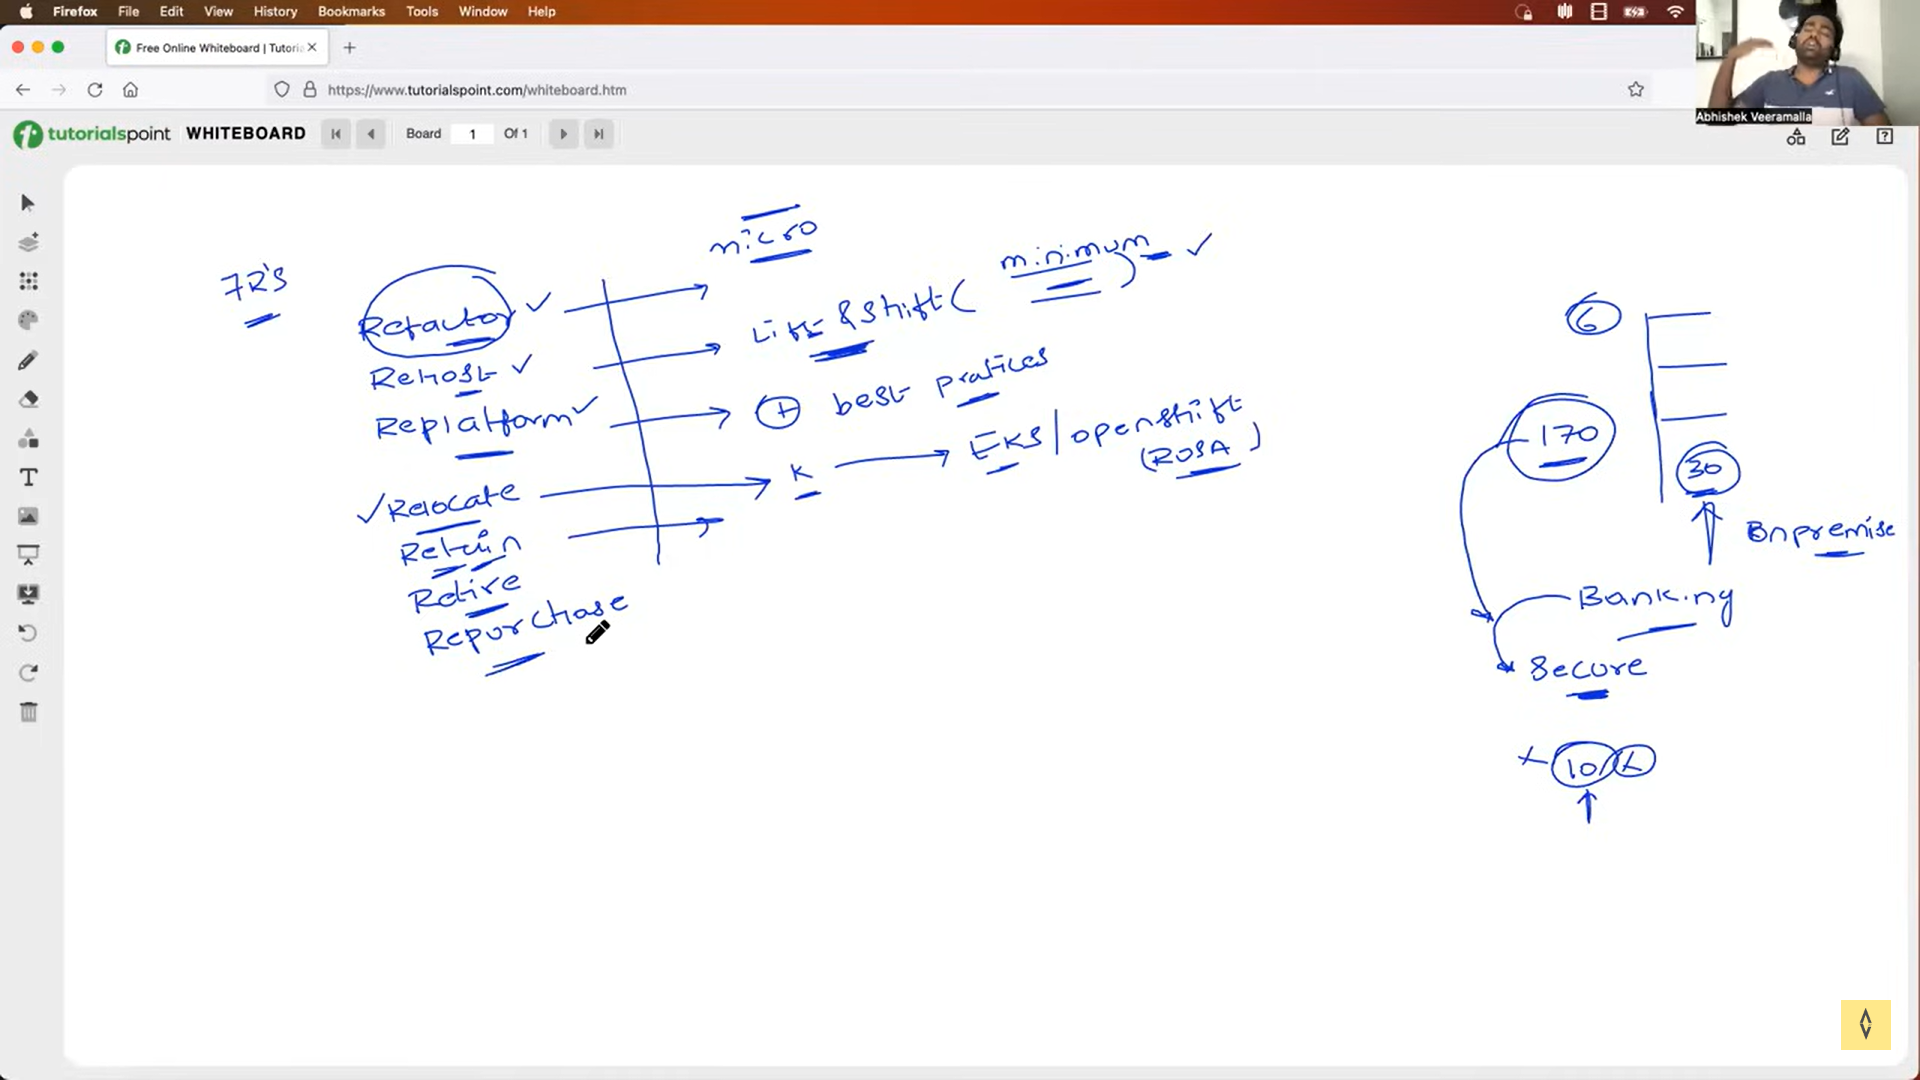 Firefox File Edit View History Bookmarks Tools Window Help
Free Online Whiteboard | Tutori
https://www.tutorialspoint.com/whiteboard.htm
Abhishek Veeramalla
tutorialspoint WHITEBOARD Board 1 Of 1
7R'S
micro
Refactor
minimum
Lift & Shift (
)
Rehost
Replatform
+ best pratices
Relocate
K
EKS / openshift
(ROSA)
Retain
Retire
Repurchase
6
170
30
Onpremise
Banking
Secure
10